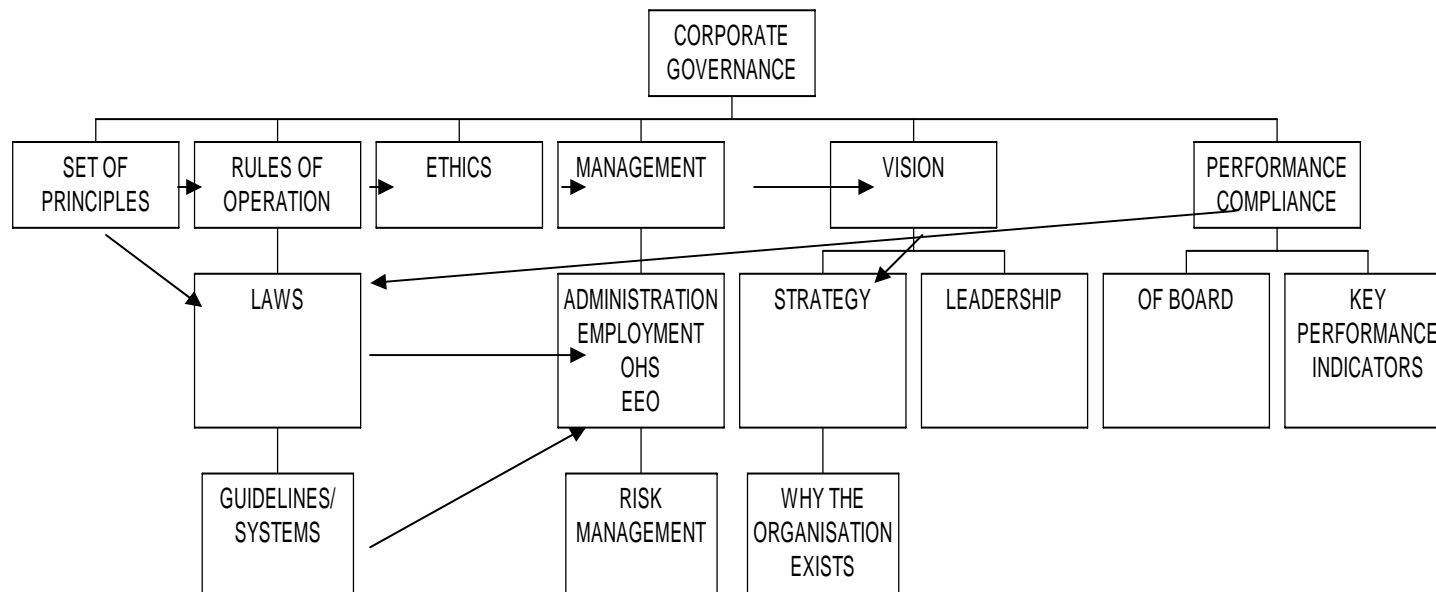 CORPORATE
GOVERNANCE
SET OF
PRINCIPLES
RULES OF
OPERATION
ETHICS
MANAGEMENT
VISION
PERFORMANCE
COMPLIANCE
LAWS
ADMINISTRATION
EMPLOYMENT
OHS
EEO
STRATEGY
LEADERSHIP
OF BOARD
KEY
PERFORMANCE
INDICATORS
GUIDELINES/
SYSTEMS
RISK
MANAGEMENT
WHY THE
ORGANISATION
EXISTS